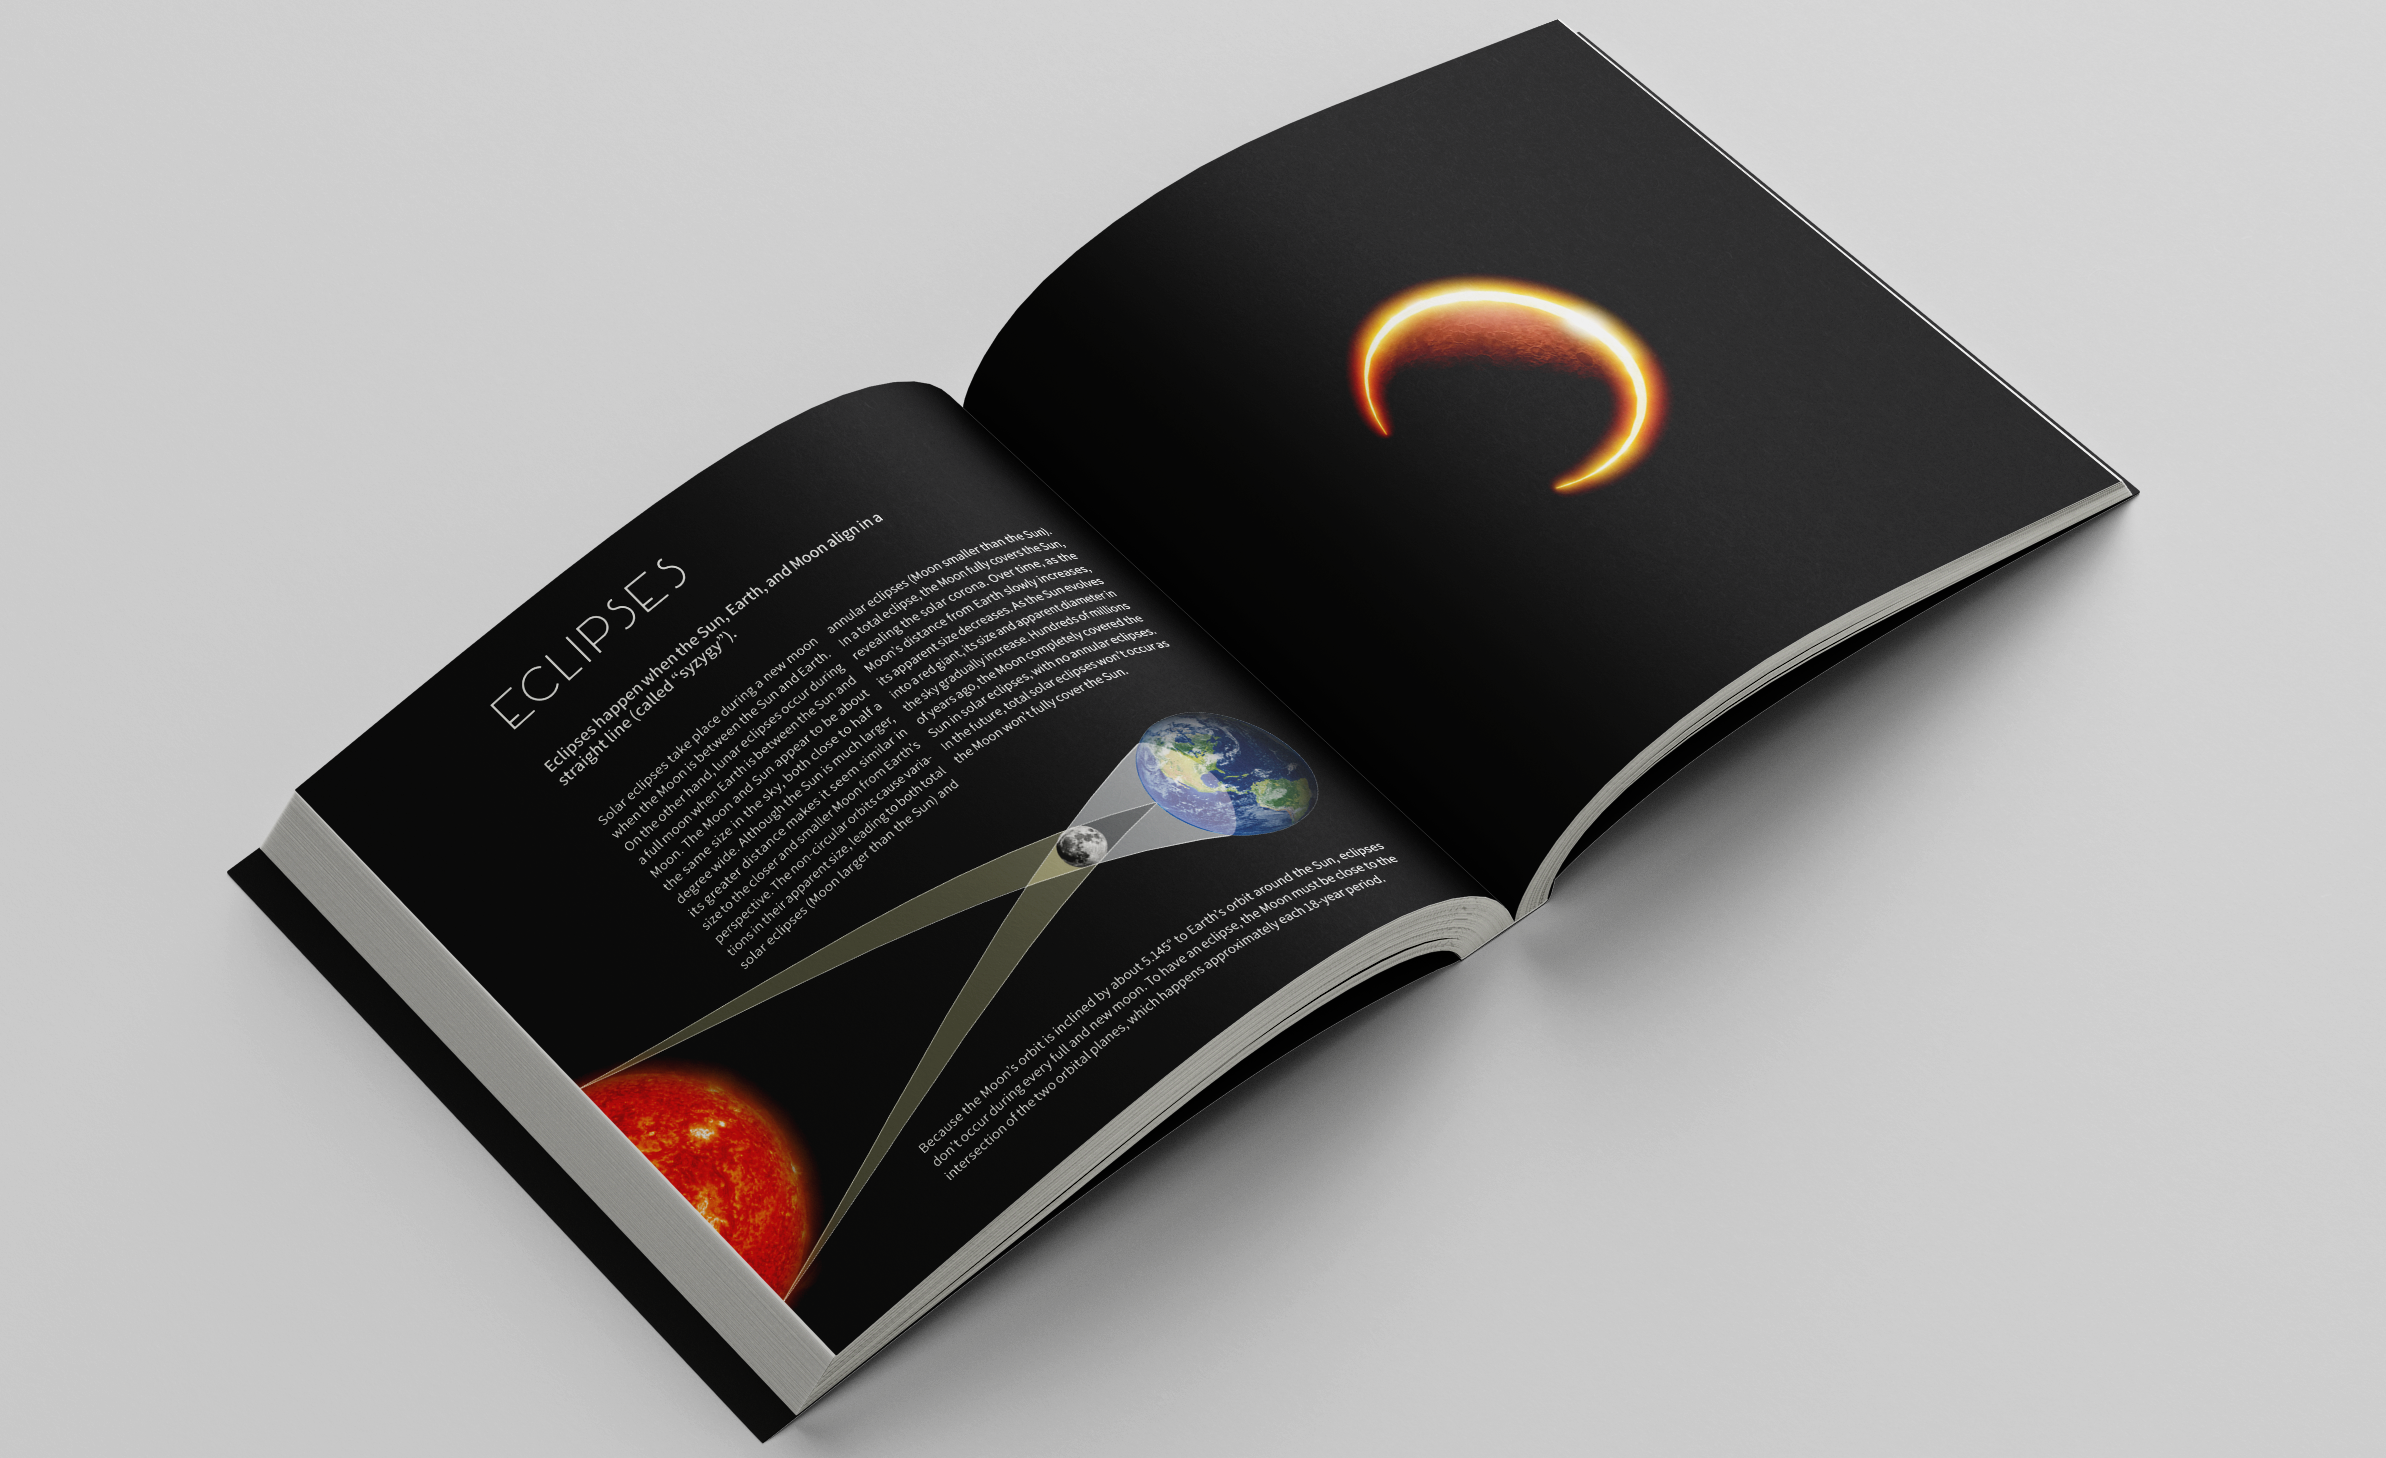 ECLIPSES
Eclipses happen when the Sun, Earth, and Moon align in a
straight line (called “syzygy”).
Solar eclipses take place during a new moon
when the Moon is between the Sun and Earth.
On the other hand, lunar eclipses occur during
a full moon when Earth is between the Sun and
Moon. The Moon and Sun appear to be about
the same size in the sky, both close to half a
degree wide. Although the Sun is much larger,
its greater distance makes it seem similar in
size to the closer and smaller Moon from Earth’s
perspective. The non-circular orbits cause varia-
tions in their apparent size, leading to both total
solar eclipses (Moon larger than the Sun) and
annular eclipses (Moon smaller than the Sun).
In a total eclipse, the Moon fully covers the Sun,
revealing the solar corona. Over time, as the
Moon’s distance from Earth slowly increases,
its apparent size decreases. As the Sun evolves
into a red giant, its size and apparent diameter in
the sky gradually increase. Hundreds of millions
of years ago, the Moon completely covered the
Sun in solar eclipses, with no annular eclipses.
In the future, total solar eclipses won’t occur as
the Moon won’t fully cover the Sun.
Because the Moon’s orbit is inclined by about 5.145° to Earth’s orbit around the Sun, eclipses
don’t occur during every full and new moon. To have an eclipse, the Moon must be close to the
intersection of the two orbital planes, which happens approximately each 18-year period.